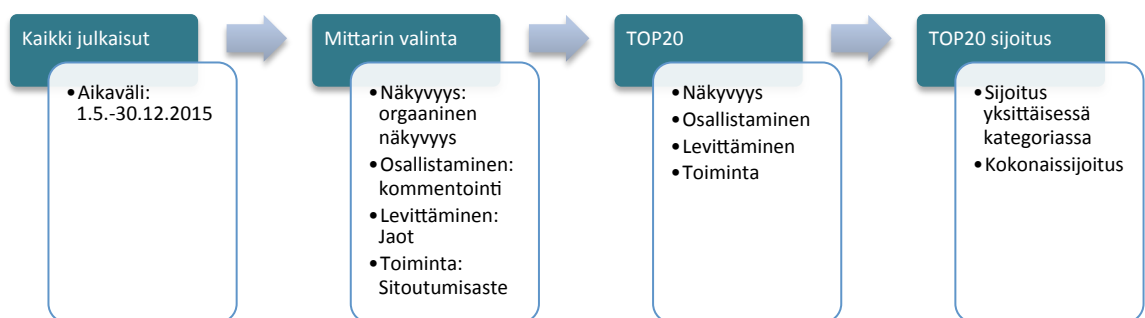 Kaikki julkaisut
•Aikaväli:
1.5.-30.12.2015
Mittarin valinta
•Näkyvyys:
orgaaninen
näkyvyys
•Osallistaminen:
kommentointi
•Levittäminen:
Jaot
•Toiminta:
Sitoutumisaste
TOP20
•Näkyvyys
•Osallistaminen
•Levittäminen
•Toiminta
TOP20 sijoitus
•Sijoitus
yksittäisessä
kategoriassa
•Kokonaissijoitus